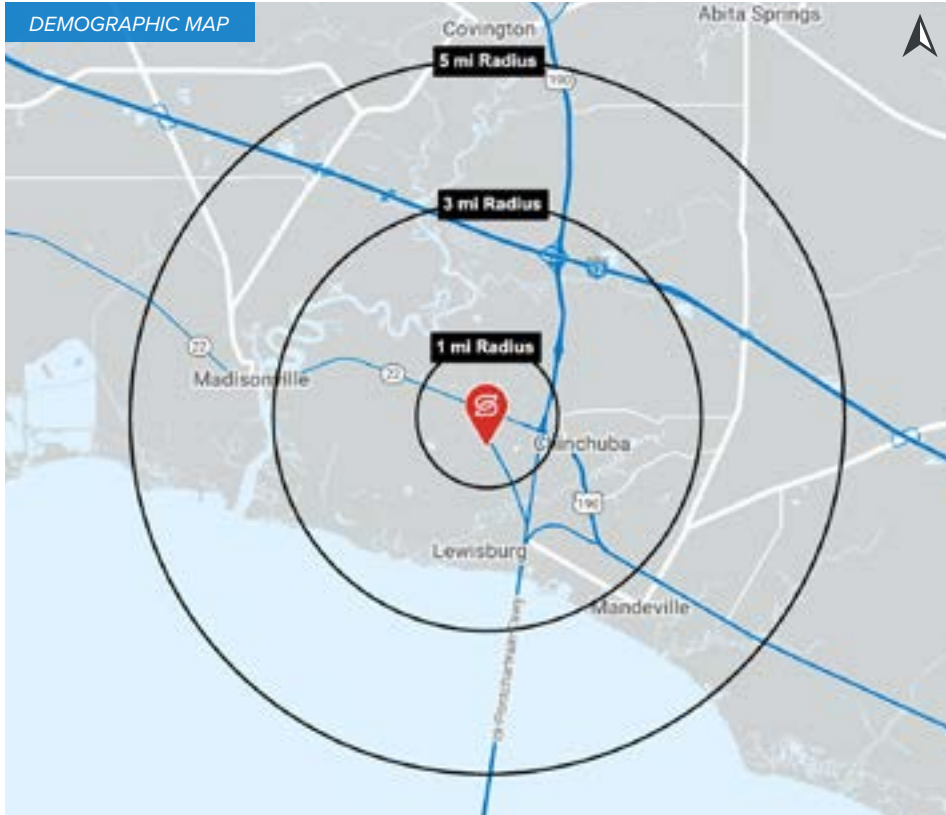 DEMOGRAPHIC MAP
Abita Springs
Covington
5 mi Radius
190
3 mi Radius
12
1 mi Radius
22
22
Madisonville
Chinchuba
190
Lewisburg
Mandeville